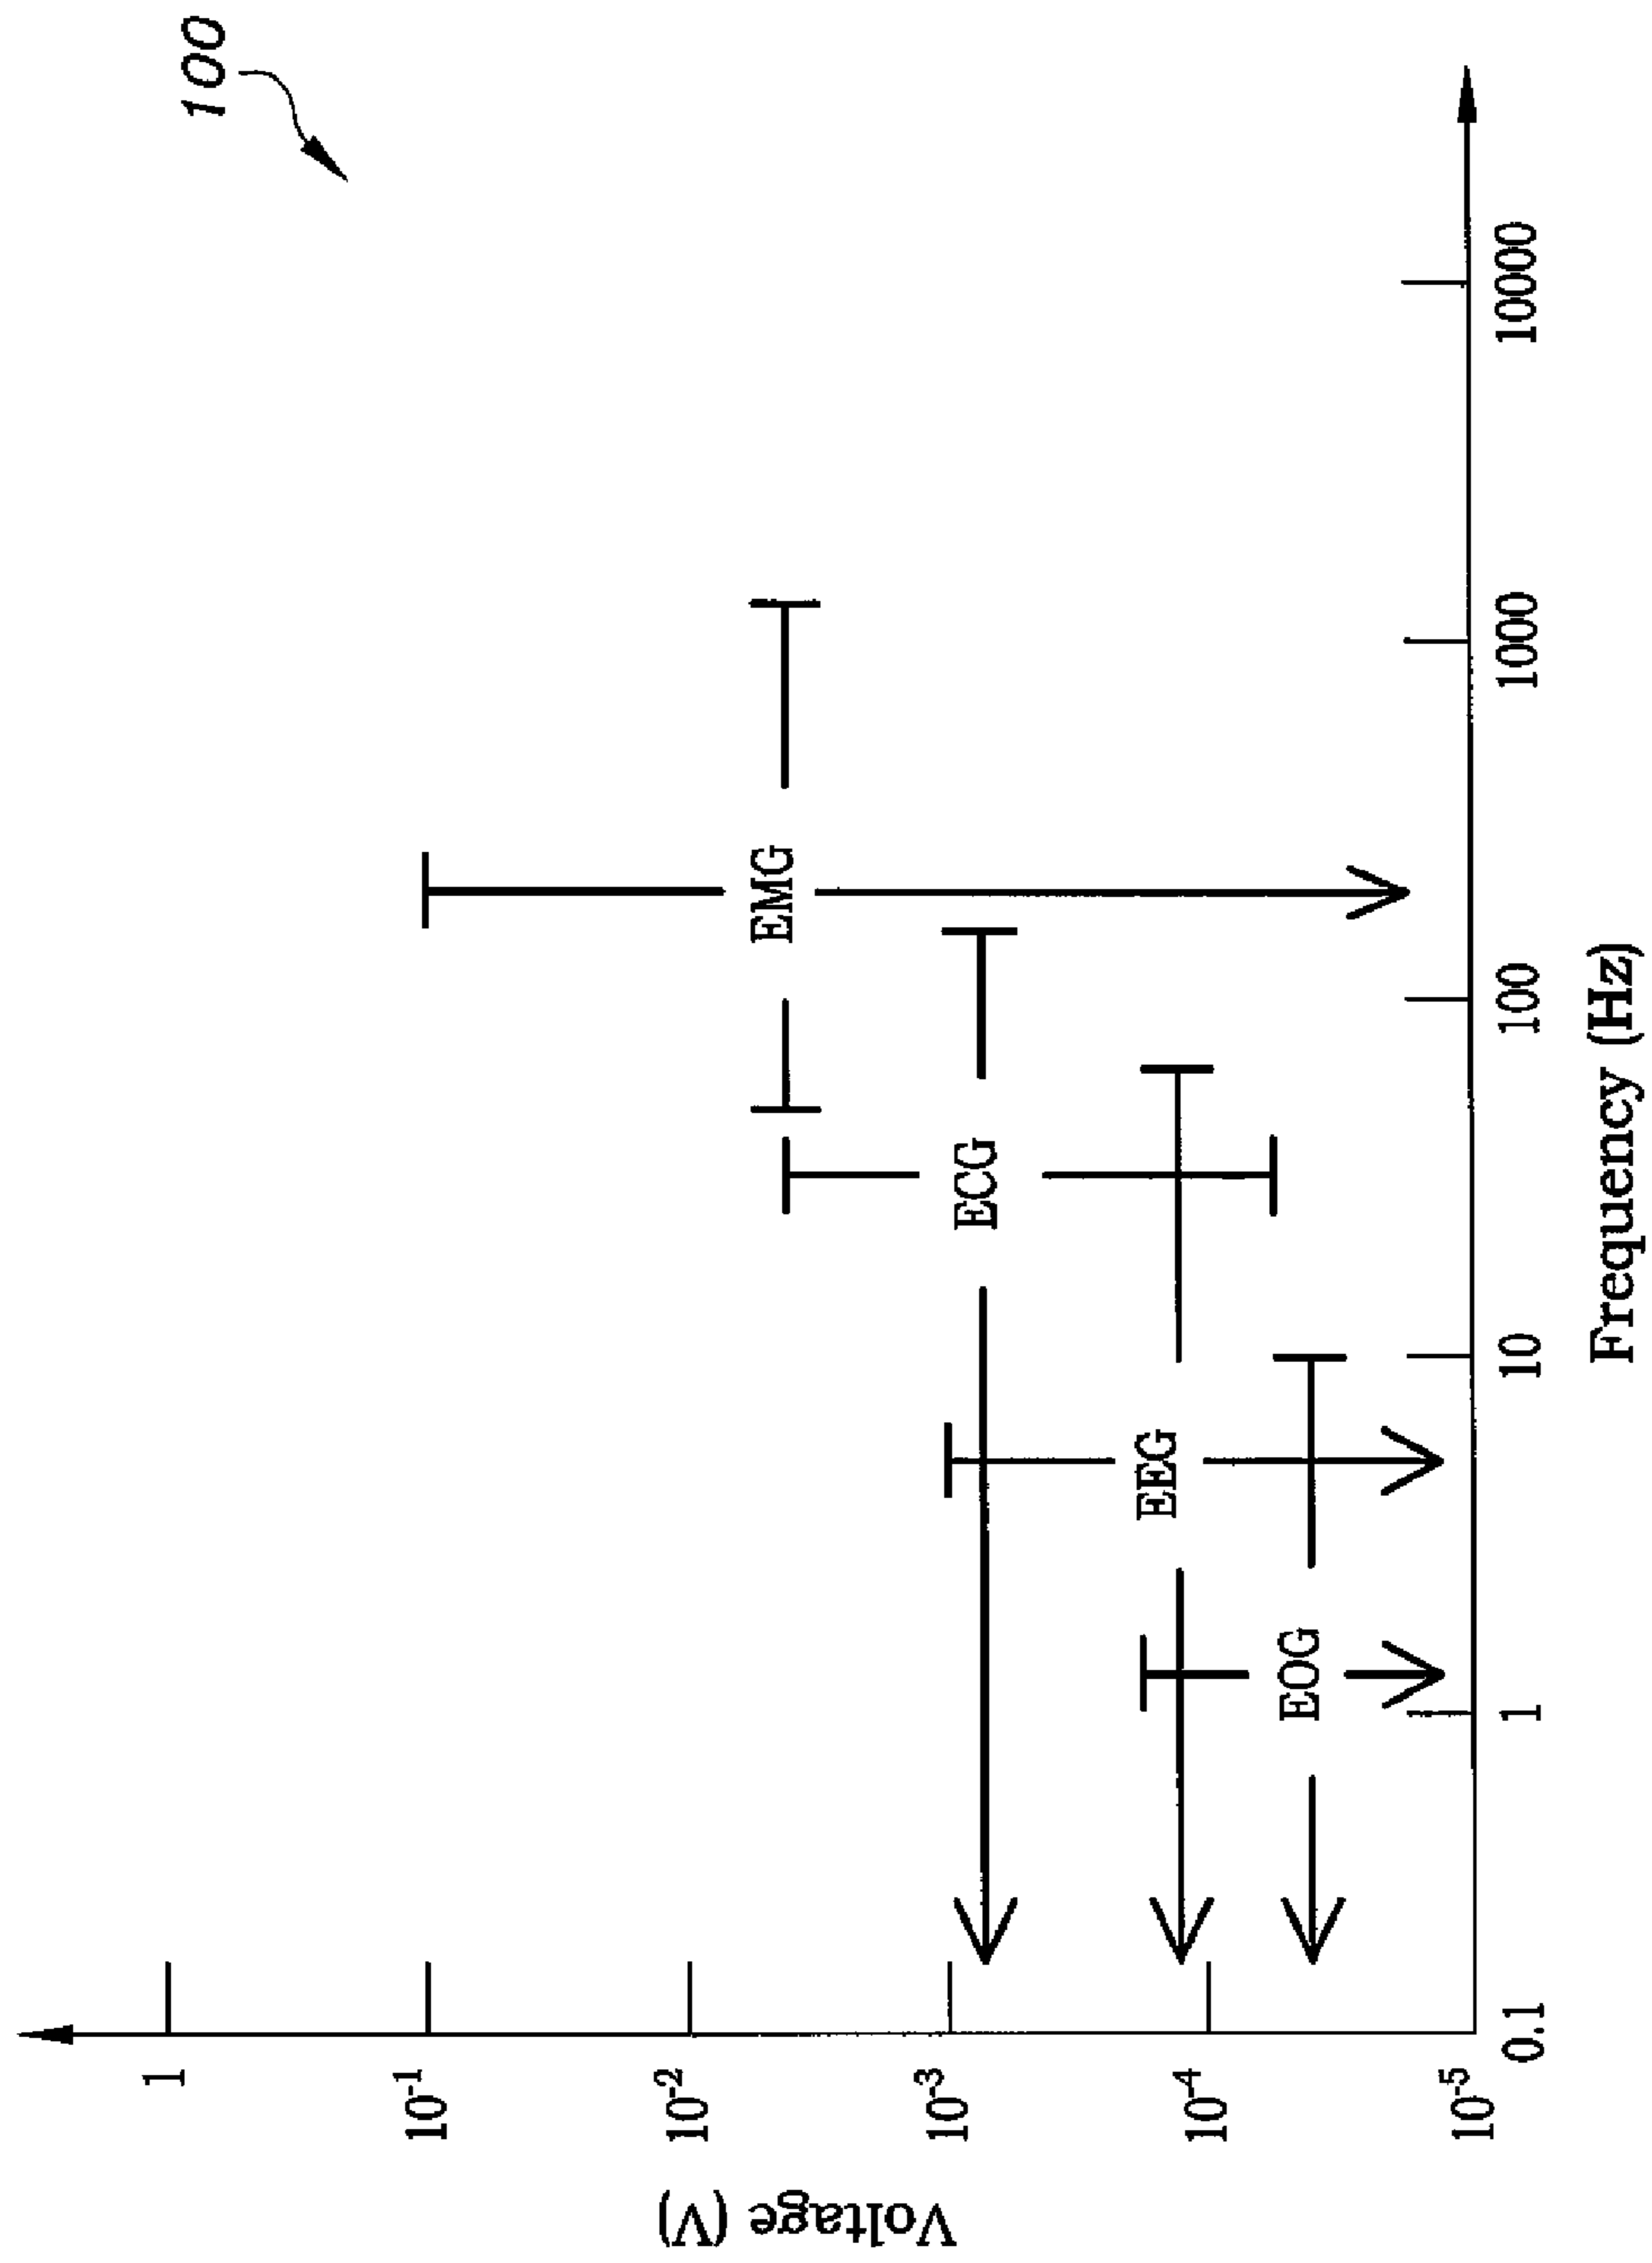 100
1
10⁻¹
10⁻²
10⁻³
10⁻⁴
10⁻⁵
Voltage (V)
EMG
ECG
EEG
EOG
0.1
1
10
100
1000
10000
Frequency (Hz)